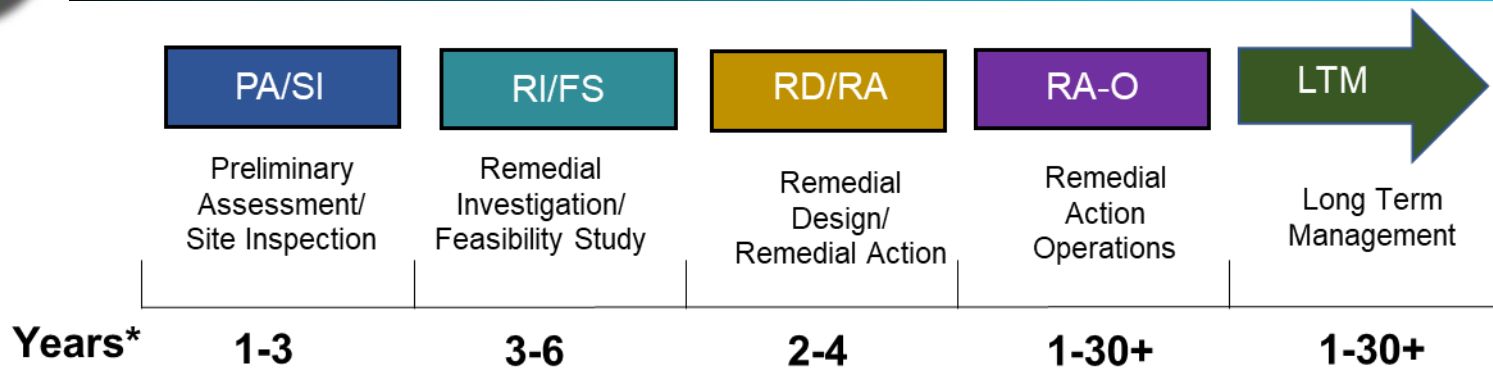 PA/SI
RI/FS
RD/RA
RA-O
LTM
Preliminary
Assessment/
Site Inspection
Remedial
Investigation/
Feasibility Study
Remedial
Design/
Remedial Action
Remedial
Action
Operations
Long Term
Management
Years* 1-3 3-6 2-4 1-30+ 1-30+